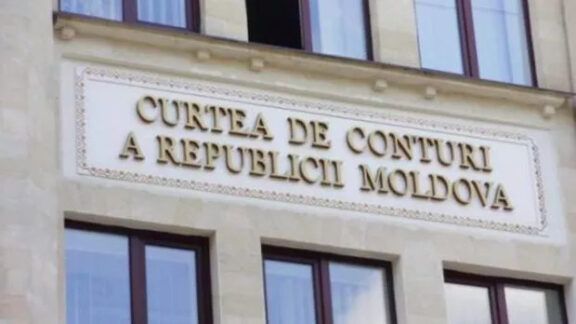 CURTEA DE CONTURI
A REPUBLICII MOLDOVA